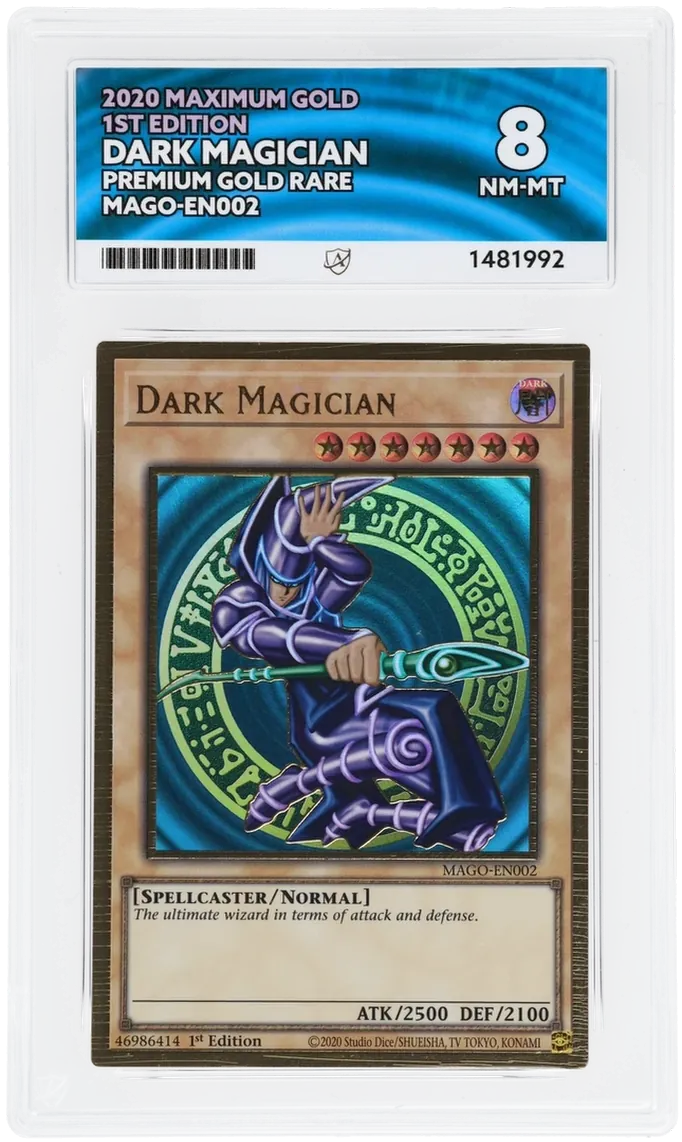 2020 MAXIMUM GOLD
1ST EDITION
DARK MAGICIAN
PREMIUM GOLD RARE
MAGO-EN002
8
NM-MT
1481992
DARK MAGICIAN
DARK
闇
MAGO-EN002
[SPELLCASTER/NORMAL]
The ultimate wizard in terms of attack and defense.
ATK/2500 DEF/2100
46986414 1st Edition ©2020 Studio Dice/SHUEISHA, TV TOKYO, KONAMI